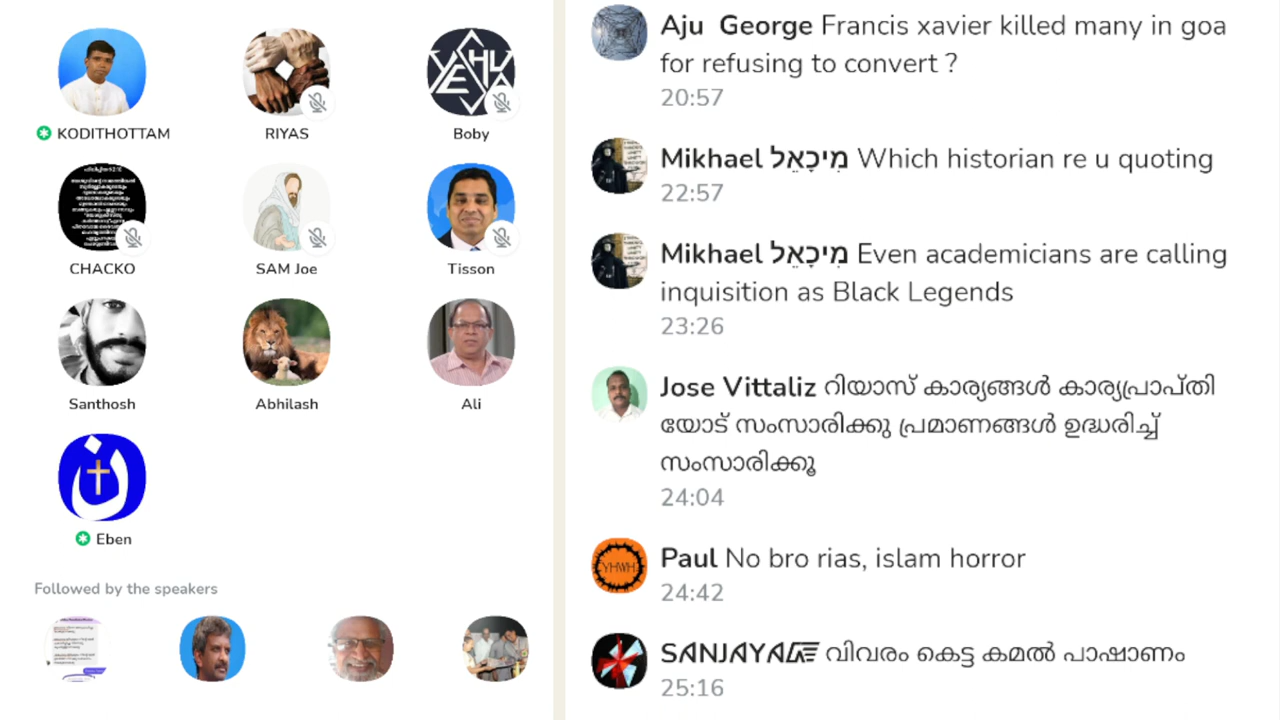 KODITHOTTAM
RIYAS
Boby
CHACKO
SAM Joe
Tisson
Santhosh
Abhilash
Ali
Eben
Followed by the speakers
Aju George Francis xavier killed many in goa
for refusing to convert ?
20:57
Mikhael מִיכָאֵל Which historian re u quoting
22:57
Mikhael מִיכָאֵל Even academicians are calling
inquisition as Black Legends
23:26
Jose Vittaliz റിയാസ് കാര്യങ്ങൾ കാര്യപ്രാപ്തി
യോട് സംസാരിക്കു പ്രമാണങ്ങൾ ഉദ്ധരിച്ച്
സംസാരിക്കൂ
24:04
YHWH
Paul No bro rias, islam horror
24:42
SANJAYAGE വിവരം കെട്ട കമൽ പാഷാണം
25:16